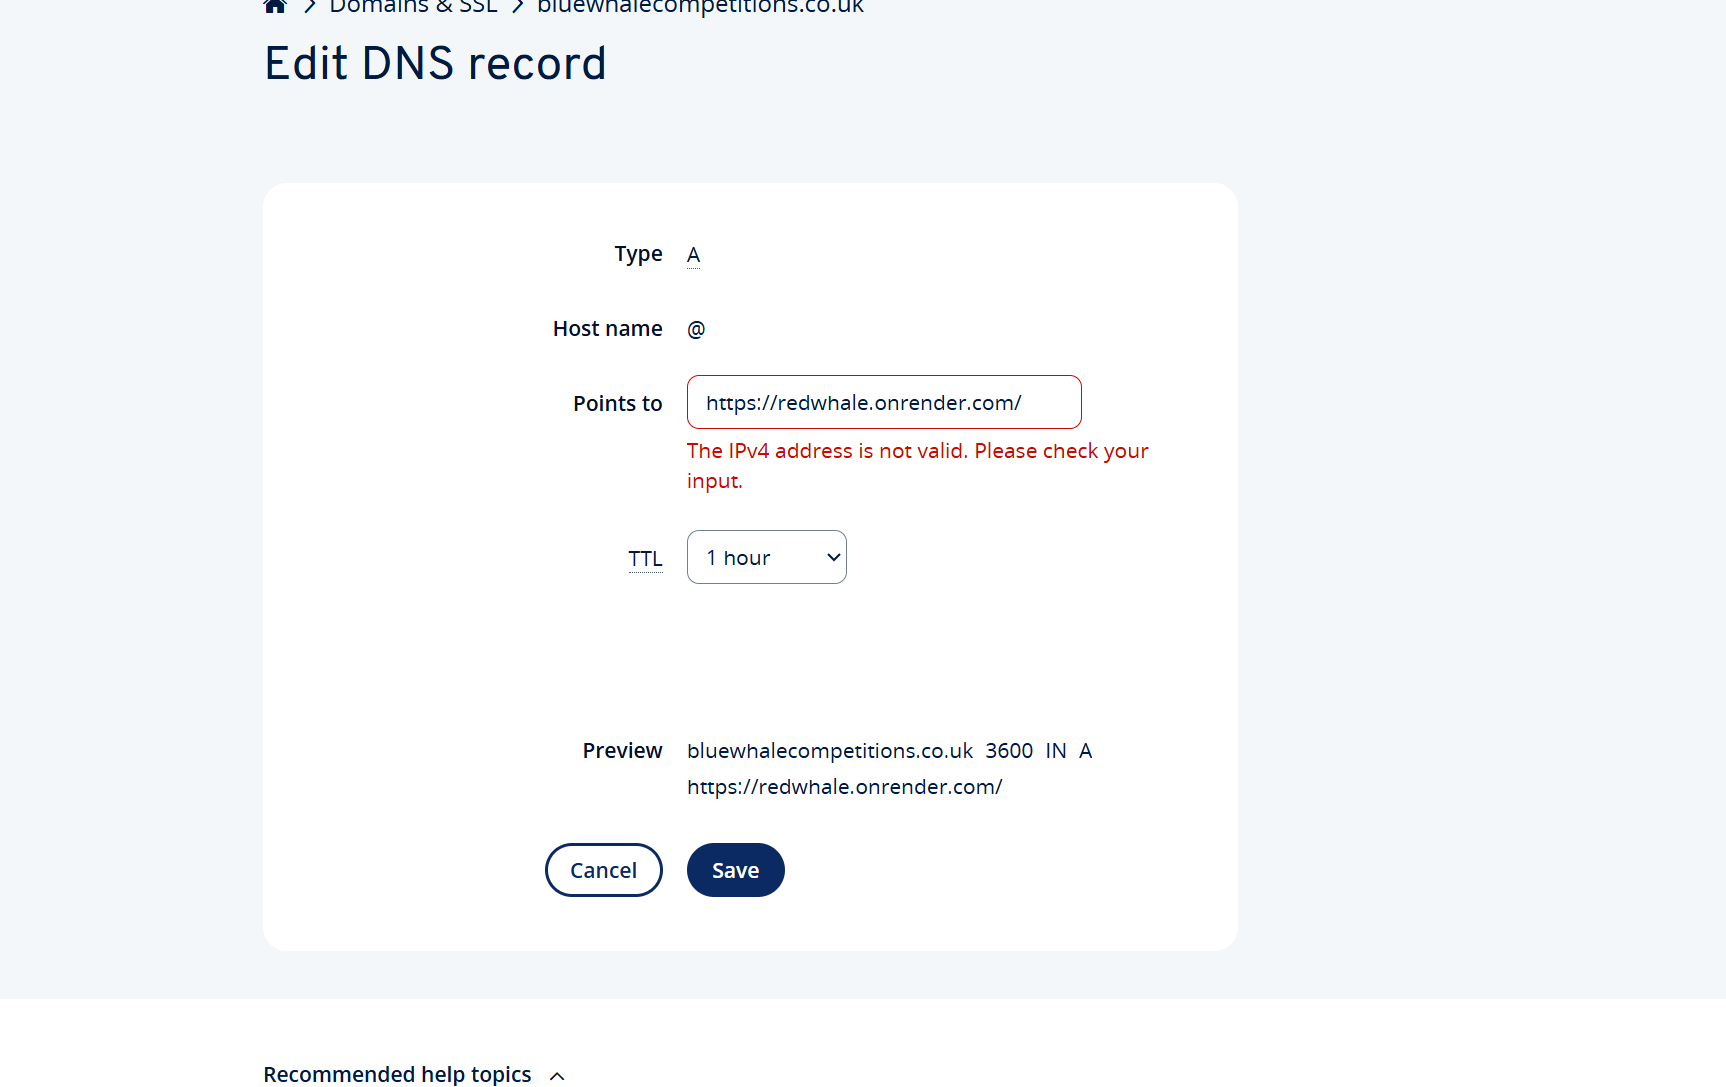 Domains & SSL > bluewhalecompetitions.co.uk
Edit DNS record
Type A
Host name @
Points to https://redwhale.onrender.com/
The IPv4 address is not valid. Please check your
input.
TTL 1 hour
Preview bluewhalecompetitions.co.uk 3600 IN A
https://redwhale.onrender.com/
Cancel Save
Recommended help topics